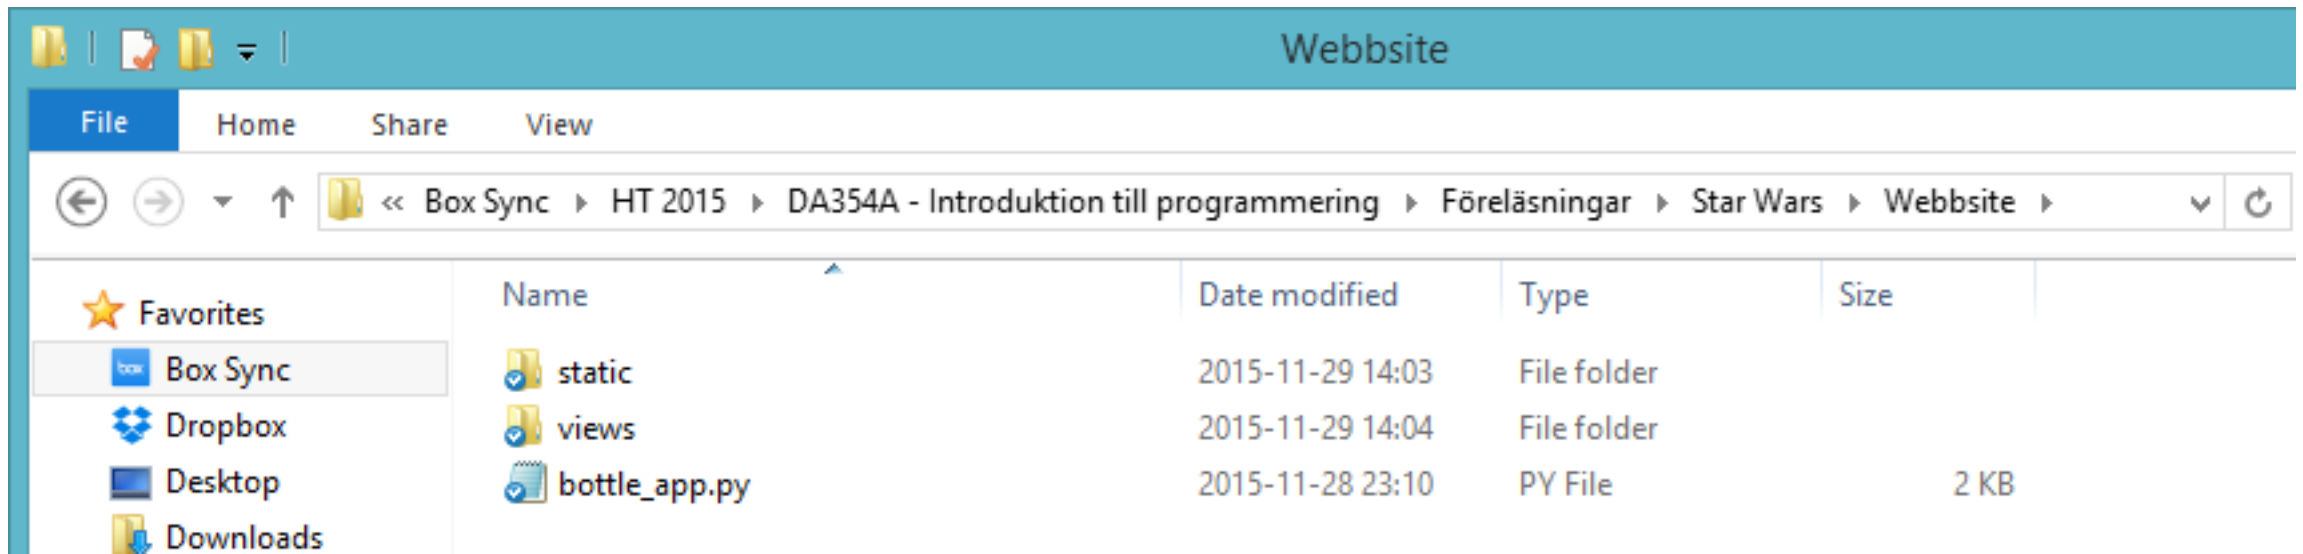 Webbsite
File Home Share View
« Box Sync HT 2015 DA354A - Introduktion till programmering Föreläsningar Star Wars Webbsite
Name Date modified Type Size
Favorites
box Box Sync
static 2015-11-29 14:03 File folder
Dropbox
views 2015-11-29 14:04 File folder
Desktop
bottle_app.py 2015-11-28 23:10 PY File 2 KB
Downloads